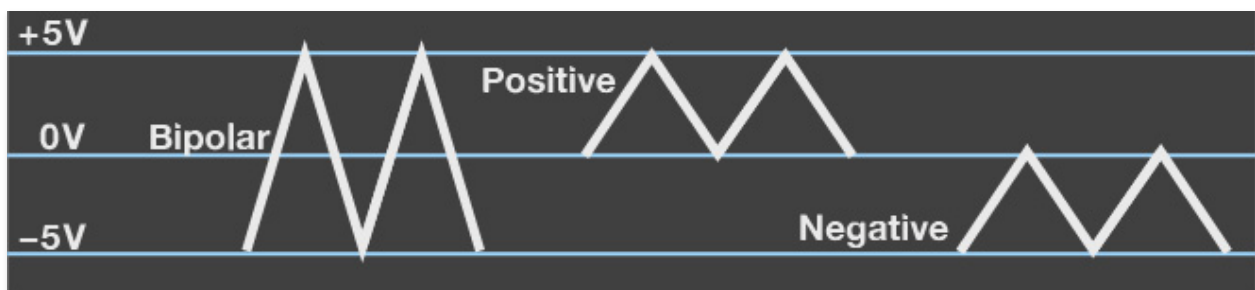 +5V
Positive
0V
Bipolar
Negative
–5V